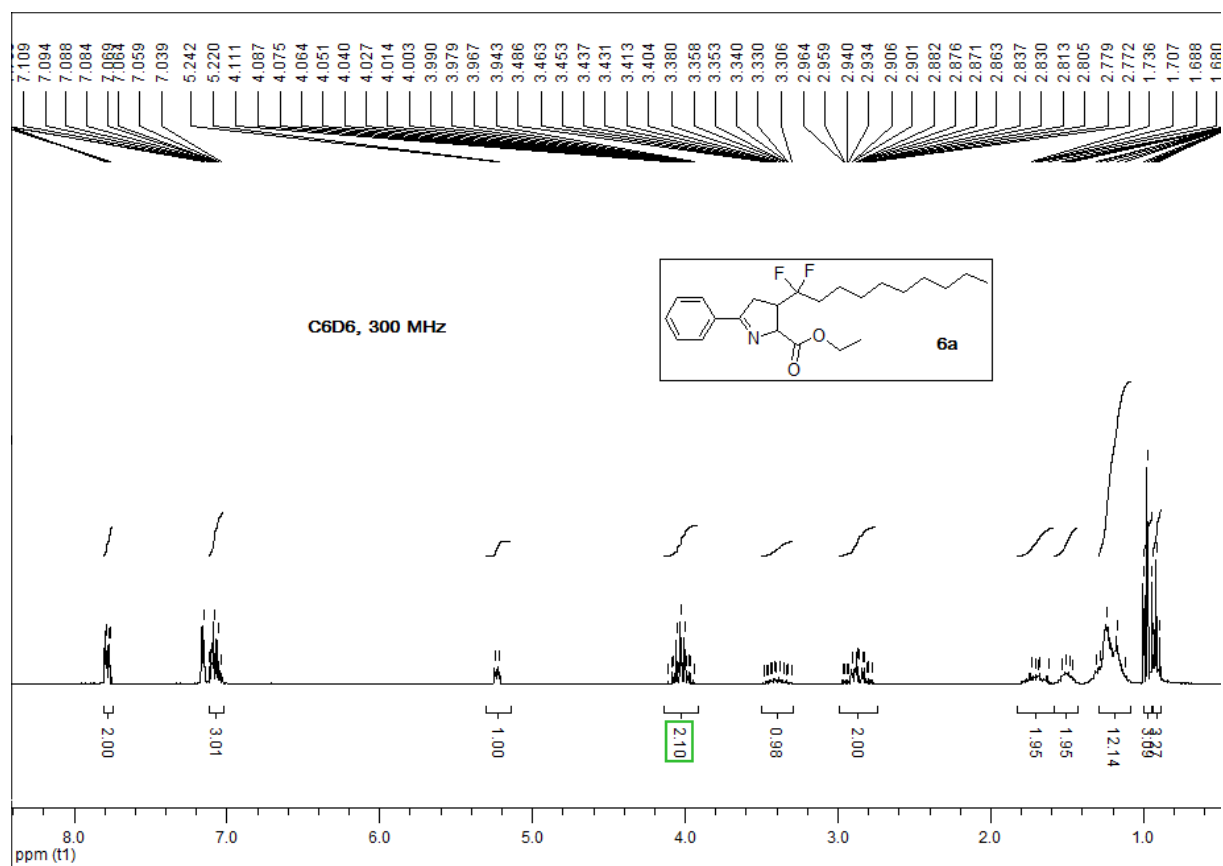 7.109 7.094 7.088 7.084 7.069 7.064 7.059 7.039 5.242 5.220 4.111 4.087 4.075 4.064 4.051 4.040 4.027 4.014 4.003 3.990 3.979 3.967 3.943 3.486 3.463 3.453 3.437 3.431 3.413 3.404 3.380 3.358 3.353 3.340 3.330 3.306 2.964 2.959 2.940 2.934 2.906 2.901 2.882 2.876 2.871 2.863 2.837 2.830 2.813 2.805 2.779 2.772 1.736 1.707 1.688 1.680
F F
C6D6, 300 MHz
N
O
O
6a
2.00 3.01 1.00 2.10 0.98 2.00 1.95 1.95 12.14 3.27
8.0 7.0 6.0 5.0 4.0 3.0 2.0 1.0
ppm (t1)